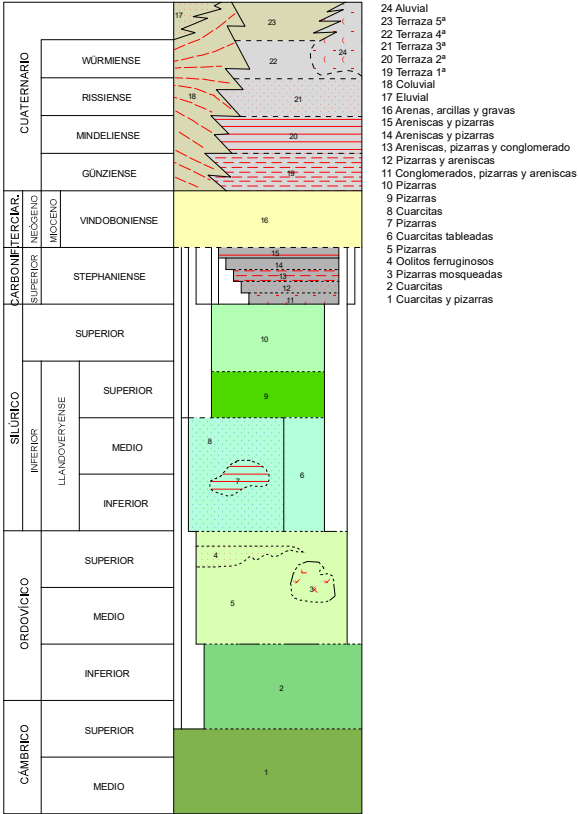 CUATERNARIO
WÜRMIENSE
RISSIENSE
MINDELIENSE
GÜNZIENSE
TERCIAR.
NEÓGENO
MIOCENO
VINDOBONIENSE
CARBONIF.
SUPERIOR
STEPHANIENSE
SILÚRICO
SUPERIOR
INFERIOR
LLANDOVERYENSE
SUPERIOR
MEDIO
INFERIOR
ORDOVÍCICO
SUPERIOR
MEDIO
INFERIOR
CÁMBRICO
SUPERIOR
MEDIO
17
23
24
22
18
21
20
19
16
15
14
13
12
11
10
9
8
7
6
4
3
5
2
1
24 Aluvial
23 Terraza 5ª
22 Terraza 4ª
21 Terraza 3ª
20 Terraza 2ª
19 Terraza 1ª
18 Coluvial
17 Eluvial
16 Arenas, arcillas y gravas
15 Areniscas y pizarras
14 Areniscas y pizarras
13 Areniscas, pizarras y conglomerado
12 Pizarras y areniscas
11 Conglomerados, pizarras y areniscas
10 Pizarras
9 Pizarras
8 Cuarcitas
7 Pizarras
6 Cuarcitas tableadas
5 Pizarras
4 Oolitos ferruginosos
3 Pizarras mosqueadas
2 Cuarcitas
1 Cuarcitas y pizarras